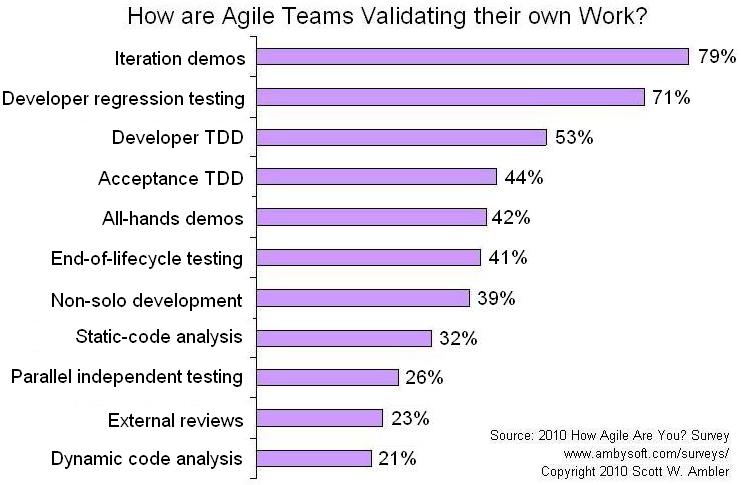 How are Agile Teams Validating their own Work?
Iteration demos 79%
Developer regression testing 71%
Developer TDD 53%
Acceptance TDD 44%
All-hands demos 42%
End-of-lifecycle testing 41%
Non-solo development 39%
Static-code analysis 32%
Parallel independent testing 26%
External reviews 23%
Dynamic code analysis 21%
Source: 2010 How Agile Are You? Survey
www.ambysoft.com/surveys/
Copyright 2010 Scott W. Ambler